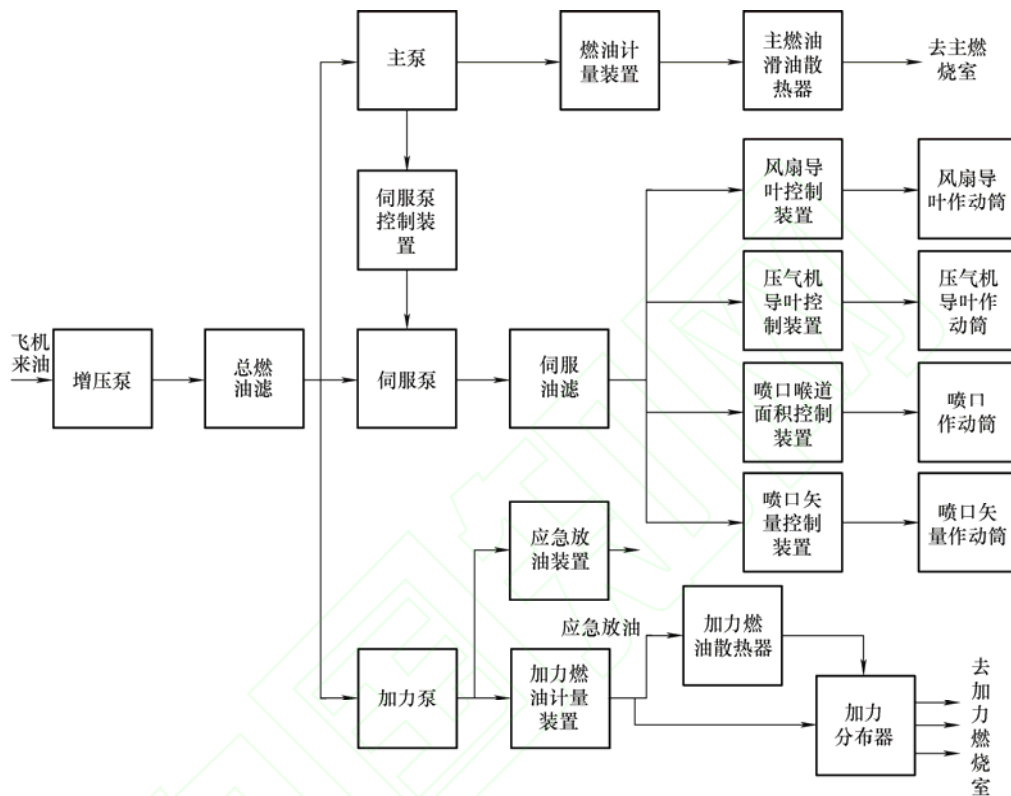 主泵
燃油计
量装置
主燃油
滑油散
热器
去主燃
烧室
伺服泵
控制装
置
风扇导
叶控制
装置
风扇导
叶作动筒
压气机
导叶控
制装置
压气机
导叶作
动筒
飞机
来油
增压泵
总燃
油滤
伺服泵
伺服
油滤
喷口喉道
面积控制
装置
喷口
作动筒
喷口矢
量控制
装置
喷口矢
量作动筒
应急放
油装置
应急放油
加力泵
加力燃
油计量
装置
加力燃
油散热器
加力
分布器
去
加
力
燃
烧
室